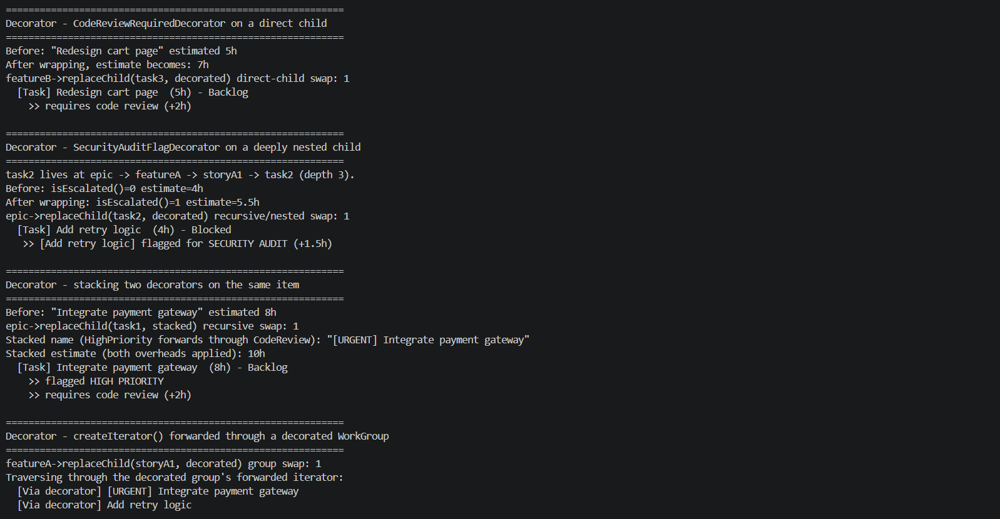 ============================================================
Decorator - CodeReviewRequiredDecorator on a direct child
============================================================
Before: "Redesign cart page" estimated 5h
After wrapping, estimate becomes: 7h
featureB->replaceChild(task3, decorated) direct-child swap: 1
  [Task] Redesign cart page  (5h) - Backlog
    >> requires code review (+2h)

============================================================
Decorator - SecurityAuditFlagDecorator on a deeply nested child
============================================================
task2 lives at epic -> featureA -> storyA1 -> task2 (depth 3).
Before: isEscalated()=0 estimate=4h
After wrapping: isEscalated()=1 estimate=5.5h
epic->replaceChild(task2, decorated) recursive/nested swap: 1
  [Task] Add retry logic  (4h) - Blocked
   >> [Add retry logic] flagged for SECURITY AUDIT (+1.5h)

============================================================
Decorator - stacking two decorators on the same item
============================================================
Before: "Integrate payment gateway" estimated 8h
epic->replaceChild(task1, stacked) recursive swap: 1
Stacked name (HighPriority forwards through CodeReview): "[URGENT] Integrate payment gateway"
Stacked estimate (both overheads applied): 10h
  [Task] Integrate payment gateway  (8h) - Backlog
    >> flagged HIGH PRIORITY
    >> requires code review (+2h)

============================================================
Decorator - createIterator() forwarded through a decorated WorkGroup
============================================================
featureA->replaceChild(storyA1, decorated) group swap: 1
Traversing through the decorated group's forwarded iterator:
  [Via decorator] [URGENT] Integrate payment gateway
  [Via decorator] Add retry logic